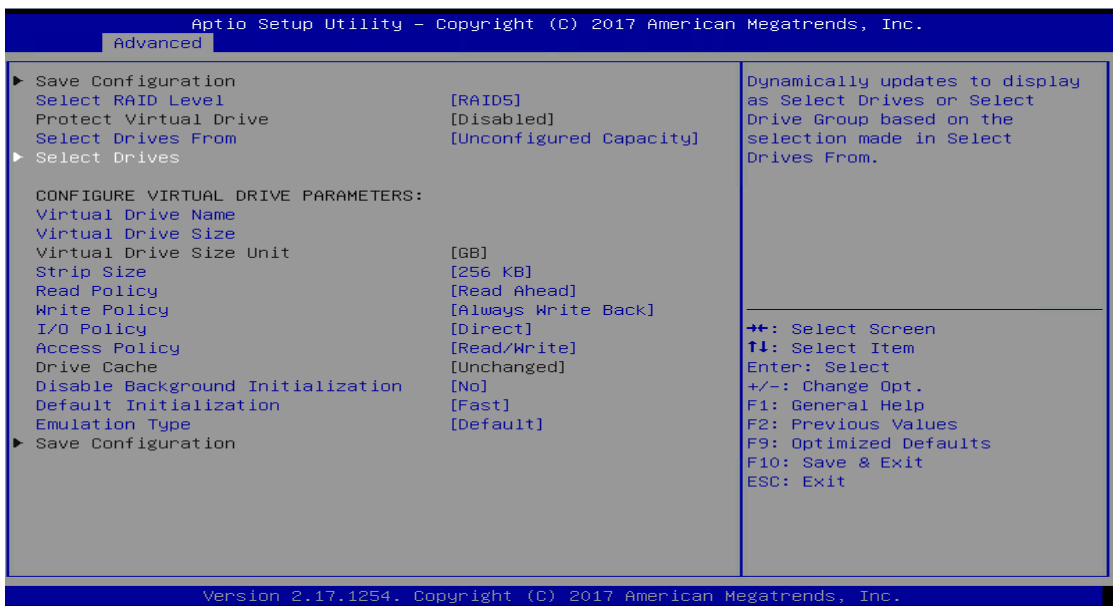 Aptio Setup Utility – Copyright (C) 2017 American Megatrends, Inc.
Advanced
▶ Save Configuration
Select RAID Level [RAID5]
Protect Virtual Drive [Disabled]
Select Drives From [Unconfigured Capacity]
▶ Select Drives
CONFIGURE VIRTUAL DRIVE PARAMETERS:
Virtual Drive Name
Virtual Drive Size
Virtual Drive Size Unit [GB]
Strip Size [256 KB]
Read Policy [Read Ahead]
Write Policy [Always Write Back]
I/O Policy [Direct]
Access Policy [Read/Write]
Drive Cache [Unchanged]
Disable Background Initialization [No]
Default Initialization [Fast]
Emulation Type [Default]
▶ Save Configuration
Dynamically updates to display
as Select Drives or Select
Drive Group based on the
selection made in Select
Drives From.
→←: Select Screen
↑↓: Select Item
Enter: Select
+/-: Change Opt.
F1: General Help
F2: Previous Values
F9: Optimized Defaults
F10: Save & Exit
ESC: Exit
Version 2.17.1254. Copyright (C) 2017 American Megatrends, Inc.